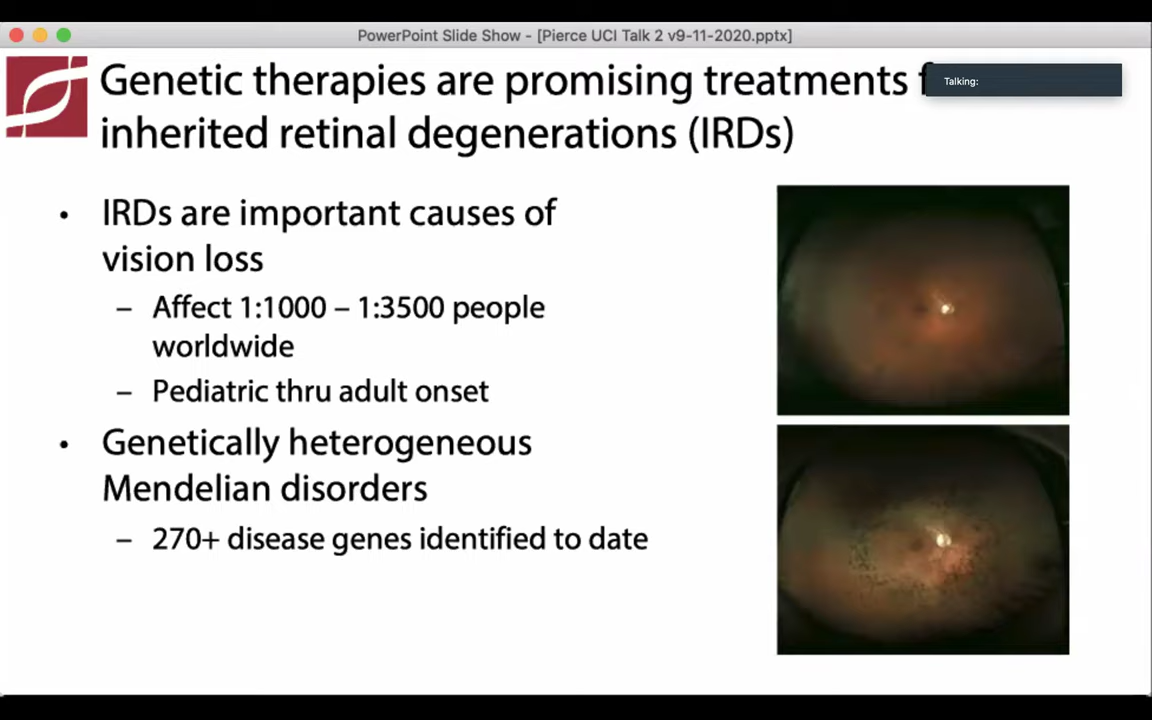 PowerPoint Slide Show - [Pierce UCI Talk 2 v9-11-2020.pptx]
Genetic therapies are promising treatments
Talking:
inherited retinal degenerations (IRDs)
• IRDs are important causes of
vision loss
– Affect 1:1000 – 1:3500 people
worldwide
– Pediatric thru adult onset
• Genetically heterogeneous
Mendelian disorders
– 270+ disease genes identified to date